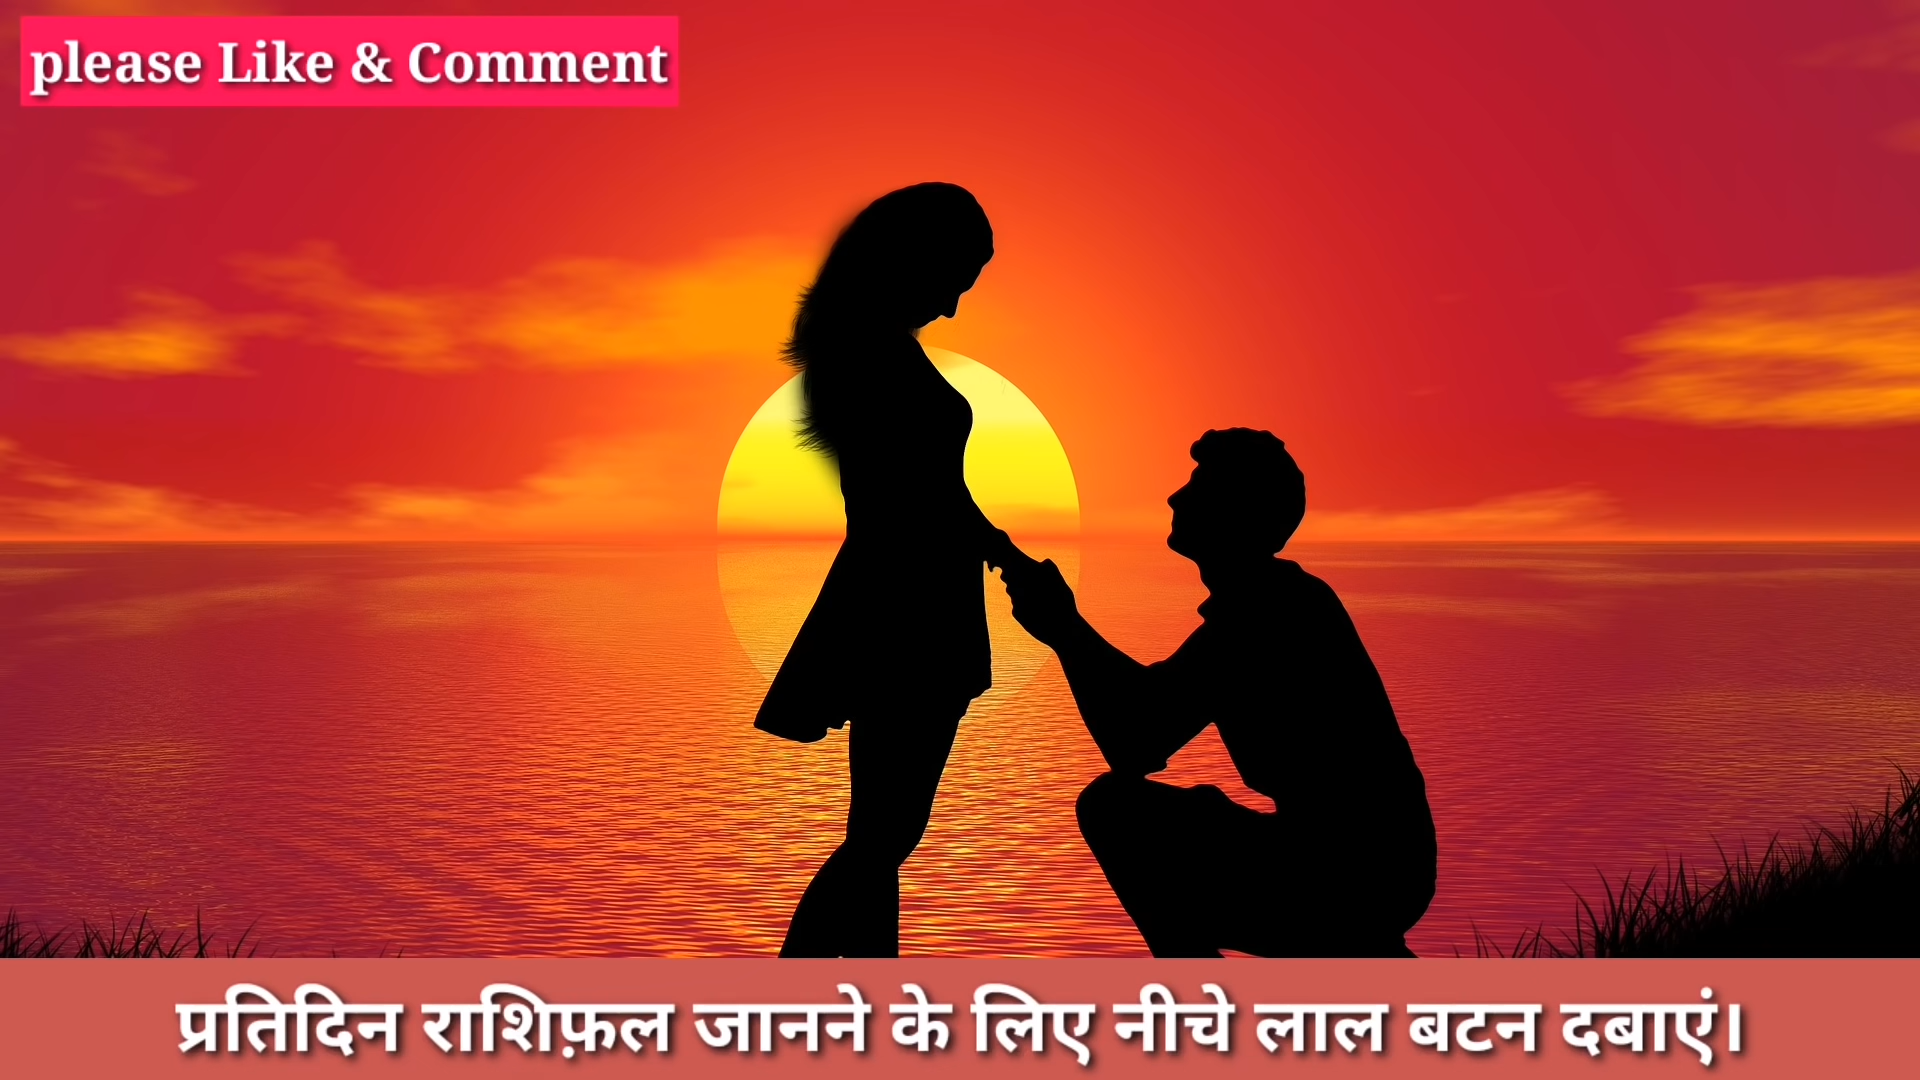 please Like & Comment
प्रतिदिन राशिफ़ल जानने के लिए नीचे लाल बटन दबाएं।